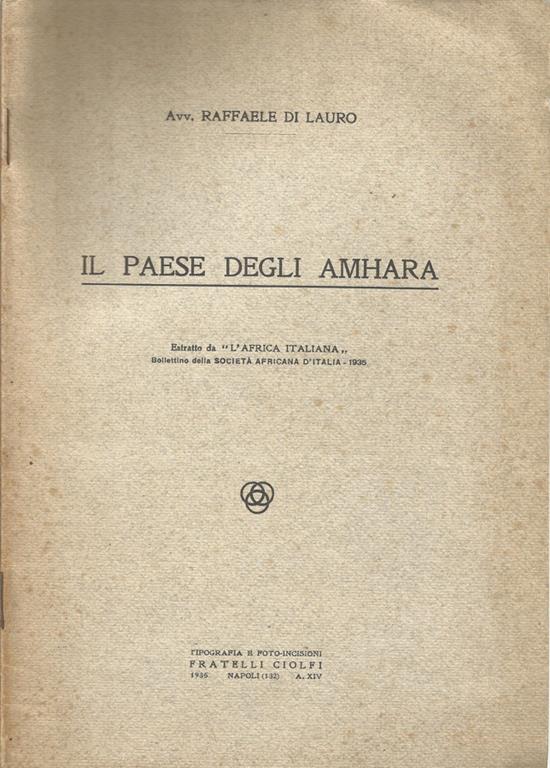 Avv. RAFFAELE DI LAURO
IL PAESE DEGLI AMHARA
Estratto da "L'AFRICA ITALIANA„
Bollettino della SOCIETÀ AFRICANA D'ITALIA - 1935
TIPOGRAFIA E FOTO-INCISIONI
FRATELLI CIOLFI
1935 NAPOLI (132) A. XIV